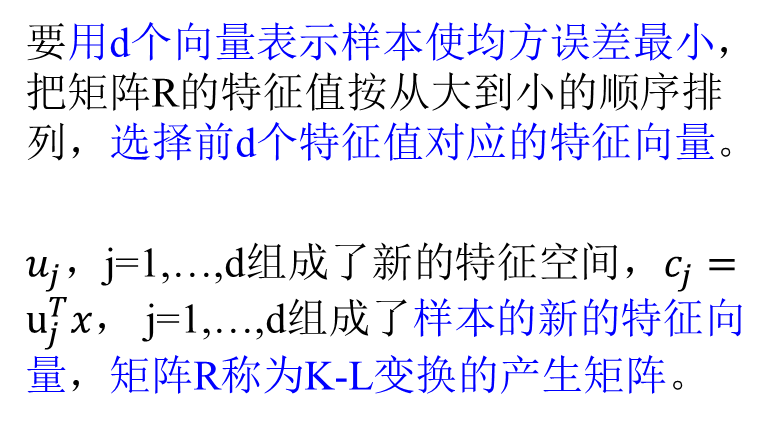 要用d个向量表示样本使均方误差最小，
把矩阵R的特征值按从大到小的顺序排
列，选择前d个特征值对应的特征向量。
$u_j$，j=1,…,d组成了新的特征空间，$c_j =$
$\mathrm{u}_j^T x$， j=1,…,d组成了样本的新的特征向
量，矩阵R称为K-L变换的产生矩阵。